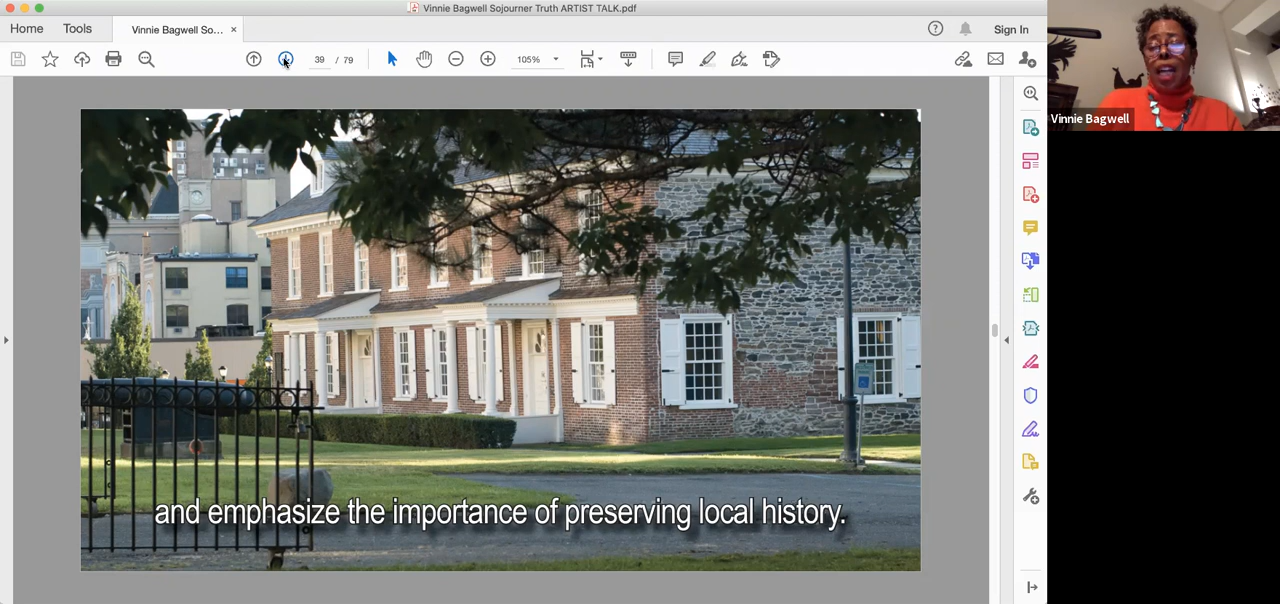 Vinnie Bagwell Sojourner Truth ARTIST TALK.pdf
Home
Tools
Vinnie Bagwell So...
Sign In
39 / 79
105%
Vinnie Bagwell
and emphasize the importance of preserving local history.